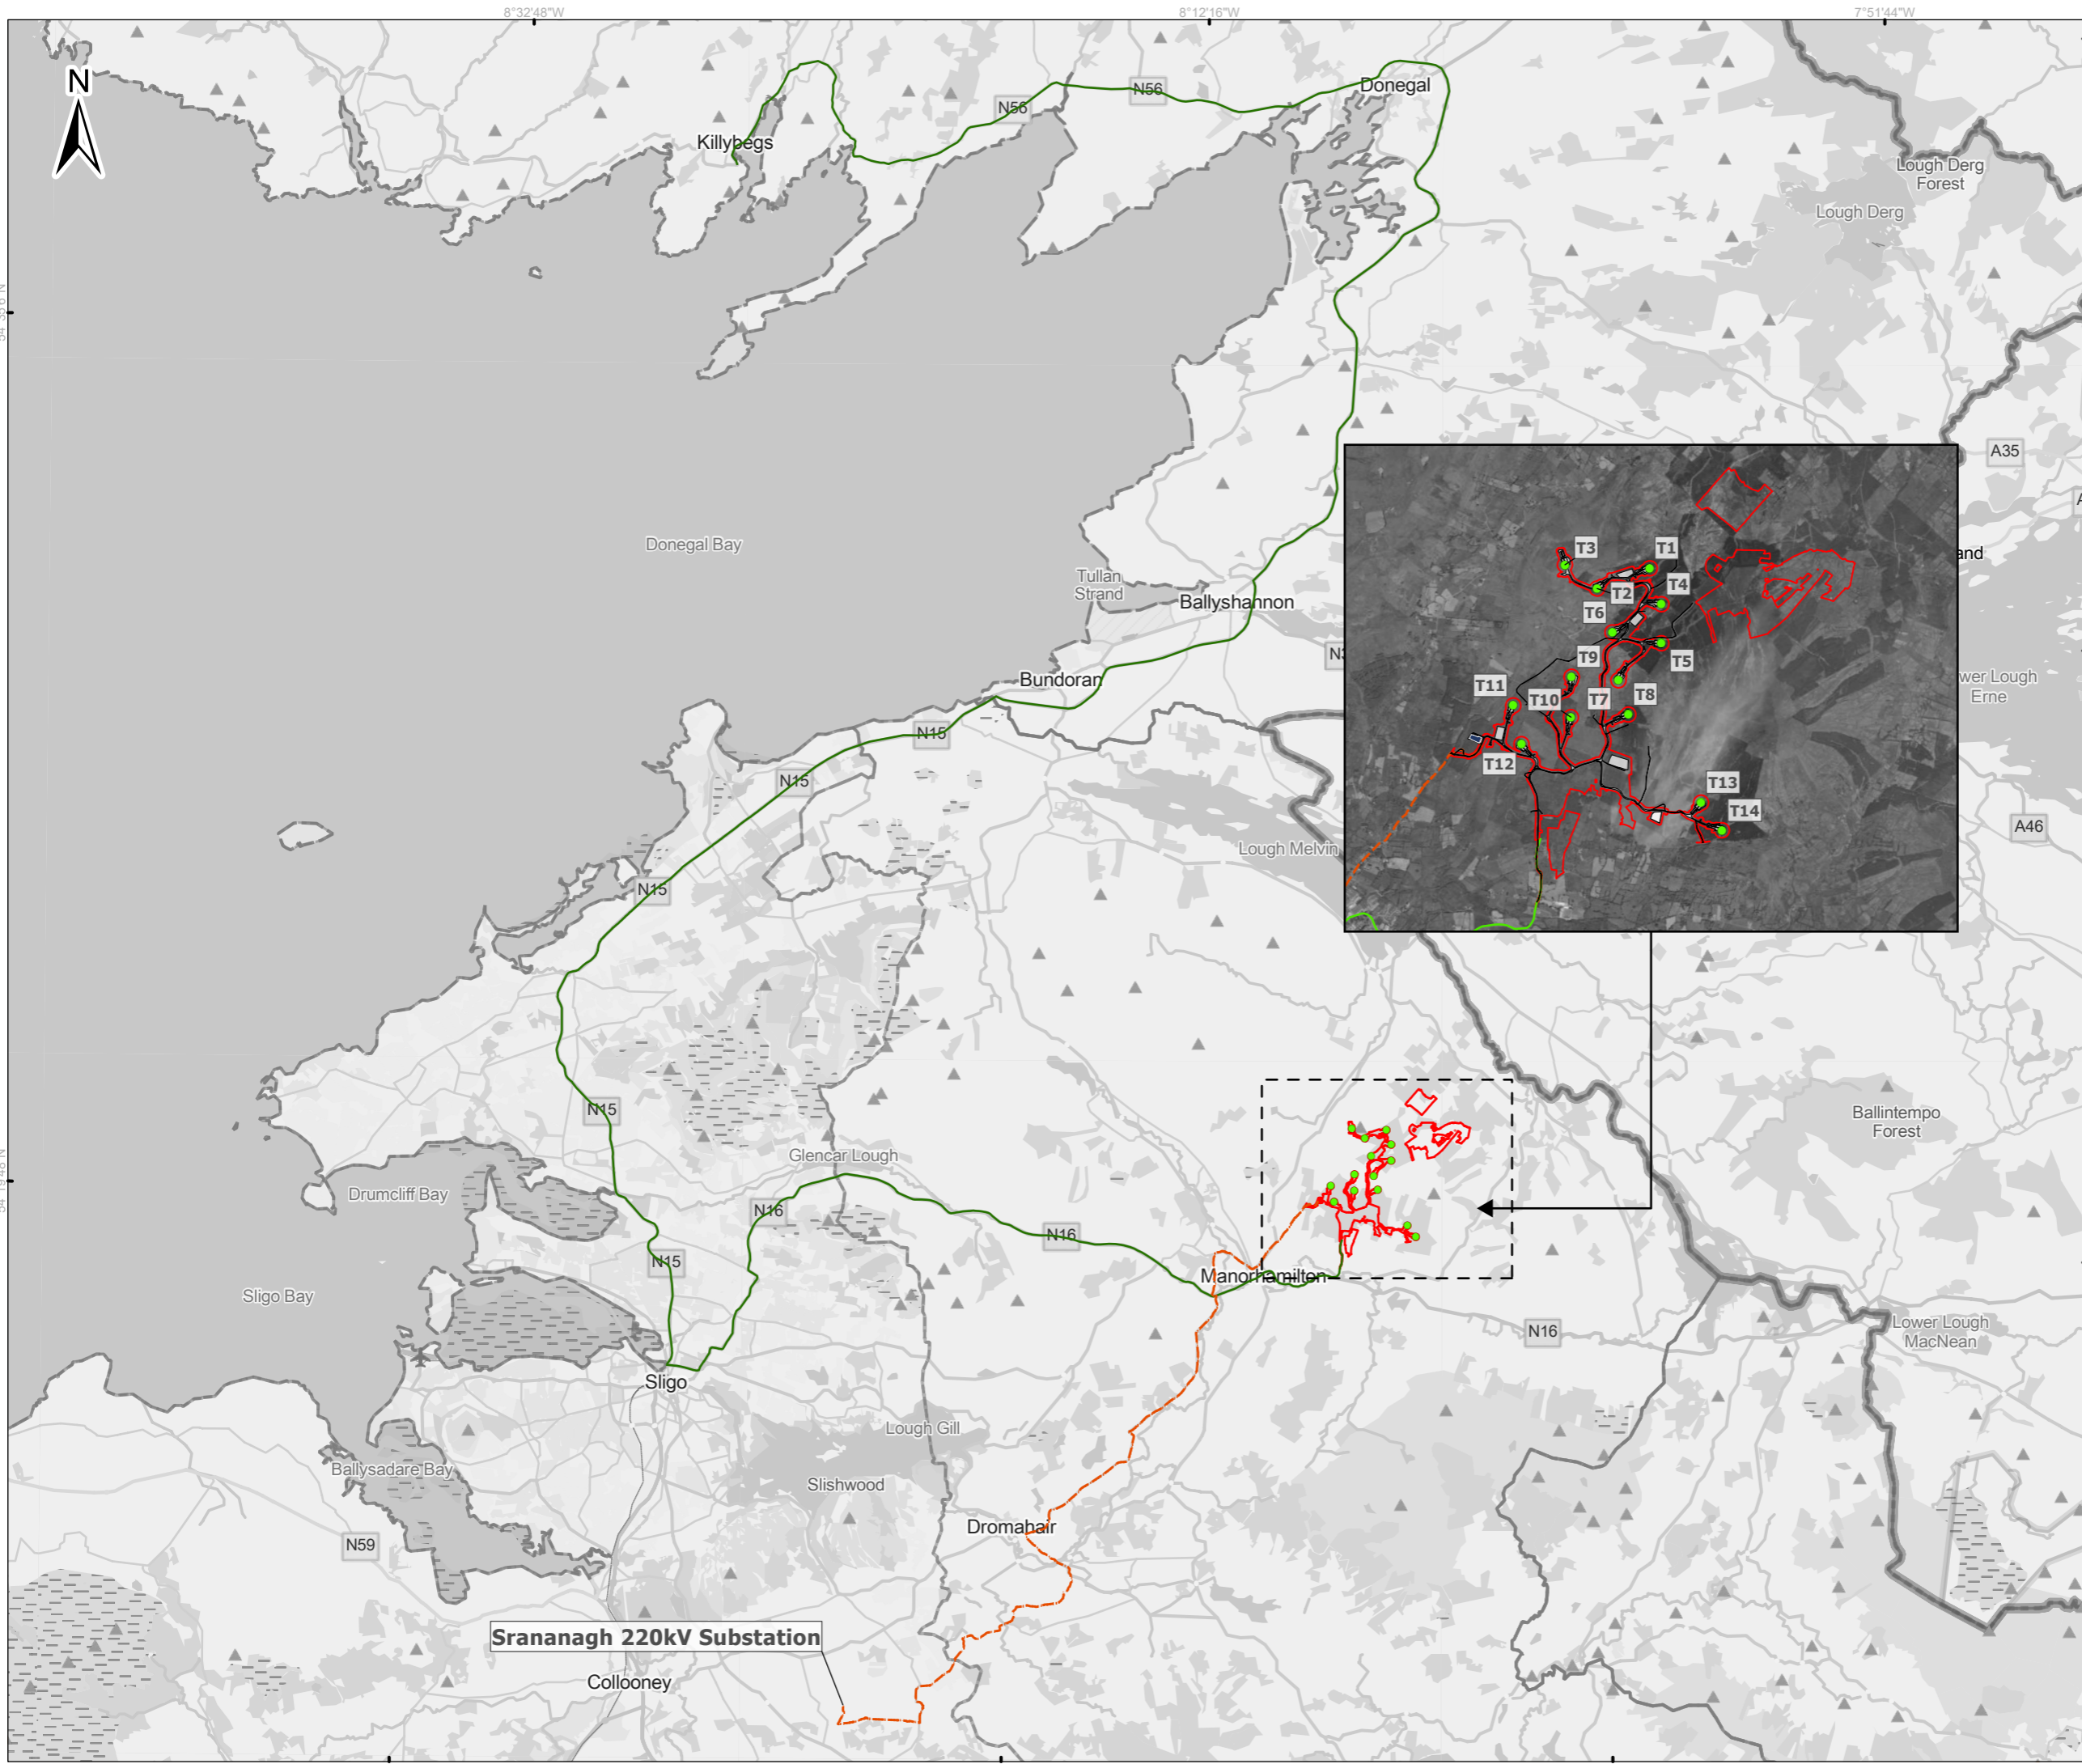 8°32'48"W
8°12'16"W
7°51'44"W
N
N56
N56
Donegal
Killybegs
Lough Derg
Forest
Lough Derg
A35
Donegal Bay
Tullan
Strand
Ballyshannon
Bundoran
N15
N15
N15
Lough Melvin
A46
T3
T1
T4
T2
T6
T9
T5
T11
T10
T7
T8
T12
T13
T14
wer Lough
Erne
and
N15
Glencar Lough
Drumcliff Bay
N16
N16
N15
Manorhamilton
Ballintempo
Forest
Sligo Bay
N16
Lower Lough
MacNean
Sligo
Lough Gill
Ballysadare Bay
Slishwood
Dromahair
N59
Srananagh 220kV Substation
Collooney